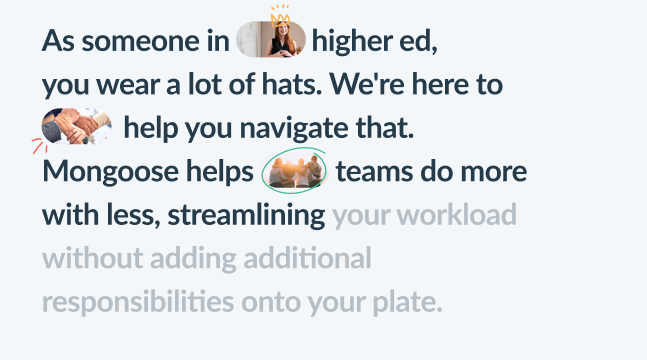 As someone in higher ed,
you wear a lot of hats. We're here to
help you navigate that.
Mongoose helps teams do more
with less, streamlining your workload
without adding additional
responsibilities onto your plate.